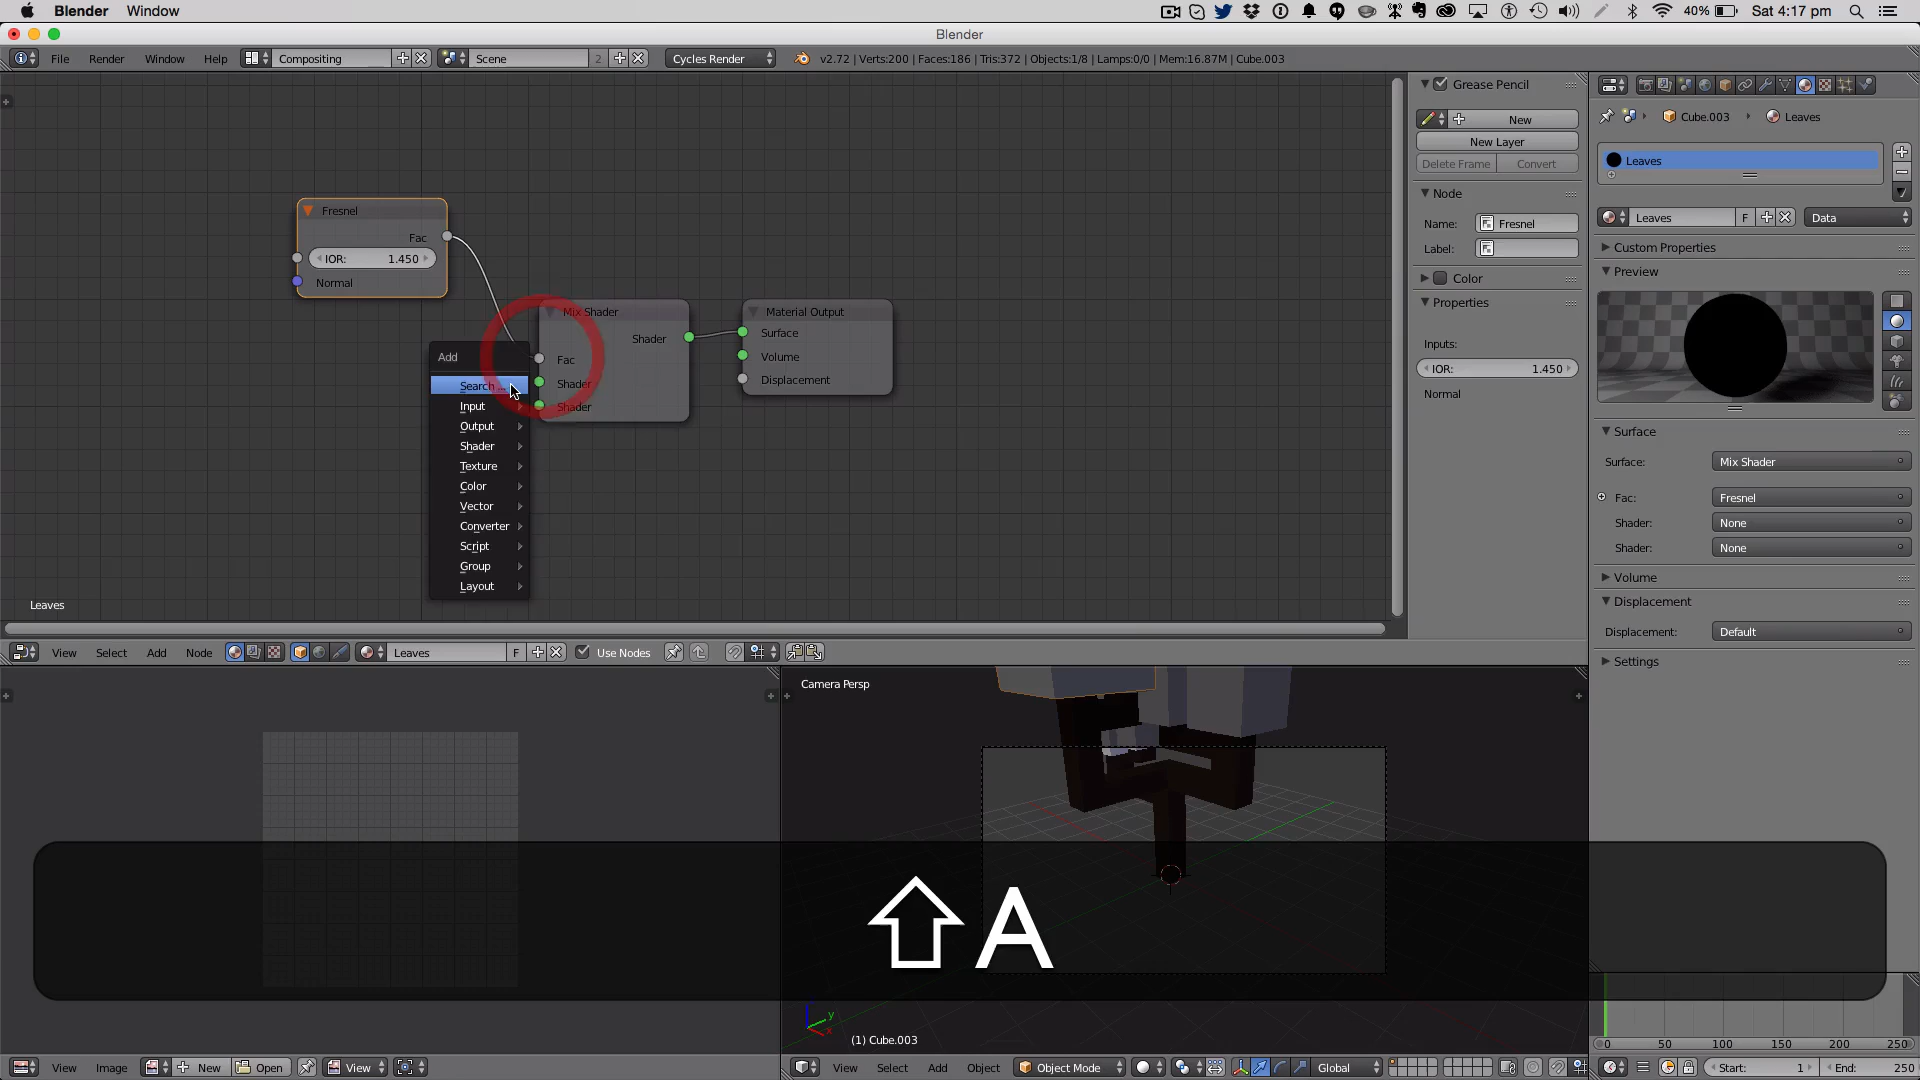 Blender Window 40% Sat 4:17 pm
Blender
File Render Window Help Compositing Scene 2 Cycles Render v2.72 | Verts:200 | Faces:186 | Tris:372 | Objects:1/8 | Lamps:0/0 | Mem:16.87M | Cube.003
Fresnel
Fac
IOR: 1.450
Normal
Mix Shader
Shader
Fac
Shader
Shader
Material Output
Surface
Volume
Displacement
Add
Search ...
Input
Output
Shader
Texture
Color
Vector
Converter
Script
Group
Layout
Leaves
View Select Add Node Leaves F Use Nodes
Grease Pencil
New
New Layer
Delete Frame Convert
Node
Name: Fresnel
Label:
Color
Properties
Inputs:
IOR: 1.450
Normal
Cube.003 Leaves
Leaves
Leaves F Data
Custom Properties
Preview
Surface
Surface: Mix Shader
Fac: Fresnel
Shader: None
Shader: None
Volume
Displacement
Displacement: Default
Settings
Camera Persp
A
y
x
(1) Cube.003
0 50 100 150 200 250
View Image New Open View
View Select Add Object Object Mode Global
Start: 1 End: 250